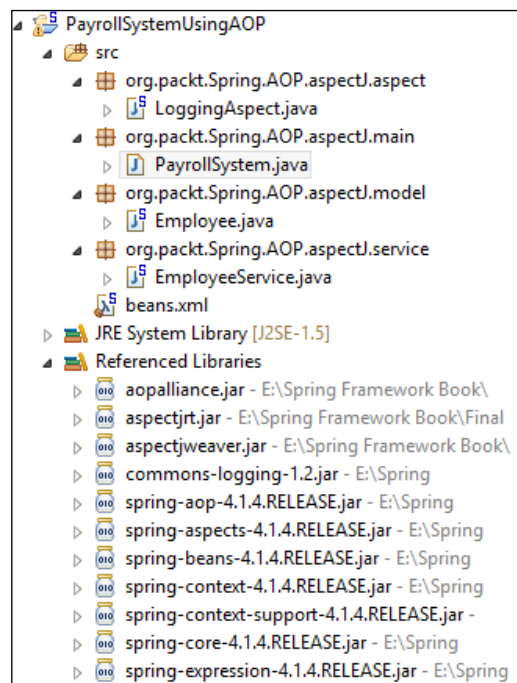 PayrollSystemUsingAOP
src
org.packt.Spring.AOP.aspectJ.aspect
LoggingAspect.java
org.packt.Spring.AOP.aspectJ.main
PayrollSystem.java
org.packt.Spring.AOP.aspectJ.model
Employee.java
org.packt.Spring.AOP.aspectJ.service
EmployeeService.java
beans.xml
JRE System Library [J2SE-1.5]
Referenced Libraries
aopalliance.jar - E:\Spring Framework Book\
aspectjrt.jar - E:\Spring Framework Book\Final
aspectjweaver.jar - E:\Spring Framework Book\
commons-logging-1.2.jar - E:\Spring
spring-aop-4.1.4.RELEASE.jar - E:\Spring
spring-aspects-4.1.4.RELEASE.jar - E:\Spring
spring-beans-4.1.4.RELEASE.jar - E:\Spring
spring-context-4.1.4.RELEASE.jar - E:\Spring
spring-context-support-4.1.4.RELEASE.jar -
spring-core-4.1.4.RELEASE.jar - E:\Spring
spring-expression-4.1.4.RELEASE.jar - E:\Spring